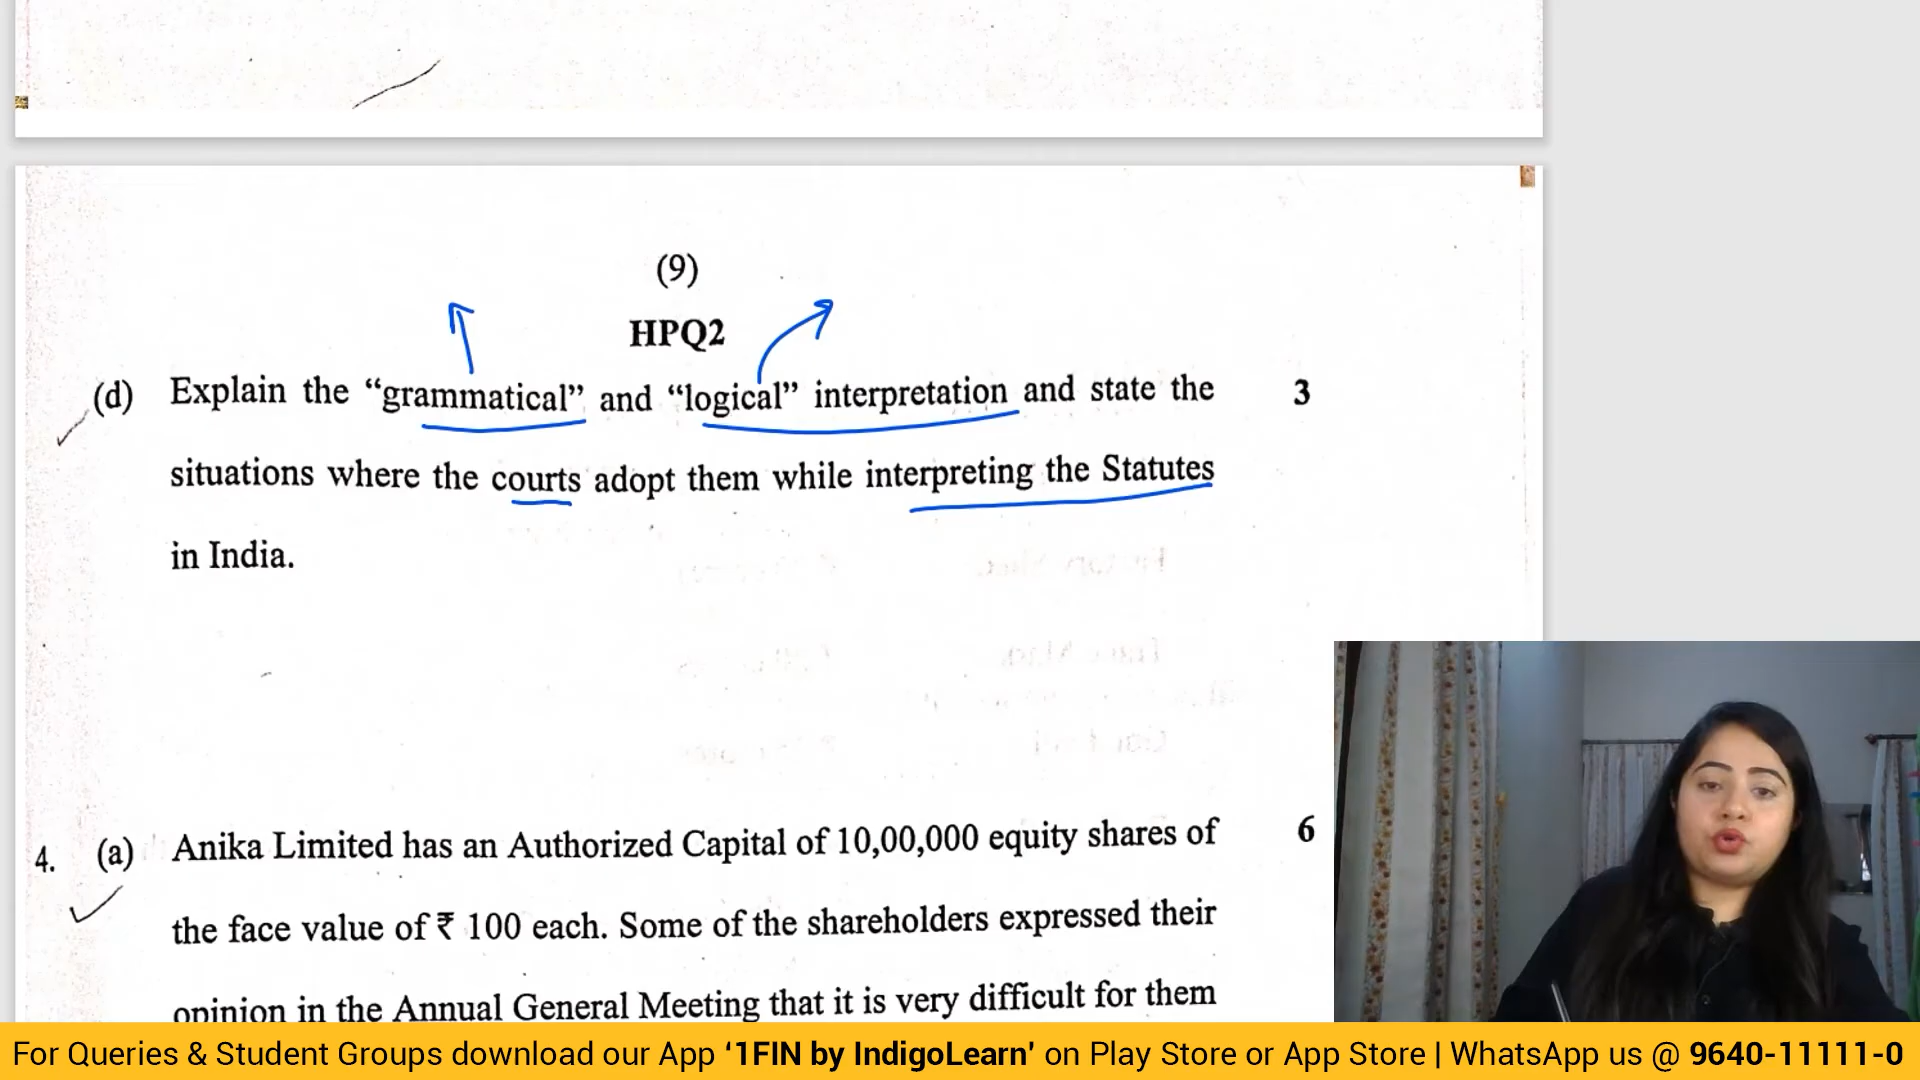 (9)
HPQ2
(d) Explain the “grammatical” and “logical” interpretation and state the 3
situations where the courts adopt them while interpreting the Statutes
in India.
4. (a) Anika Limited has an Authorized Capital of 10,00,000 equity shares of 6
the face value of ₹ 100 each. Some of the shareholders expressed their
opinion in the Annual General Meeting that it is very difficult for them
For Queries & Student Groups download our App ‘1FIN by IndigoLearn’ on Play Store or App Store | WhatsApp us @ 9640-11111-0